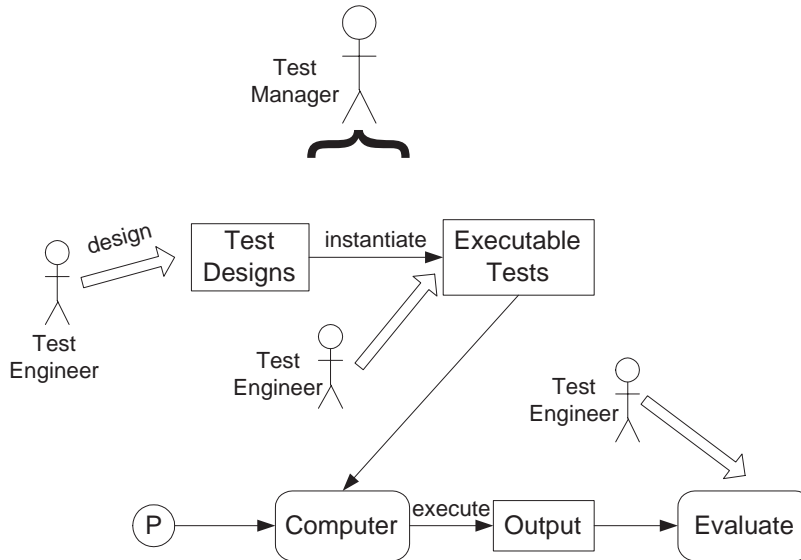 Test
Manager
design
Test
Designs
instantiate
Executable
Tests
Test
Engineer
Test
Engineer
Test
Engineer
P
Computer
execute
Output
Evaluate